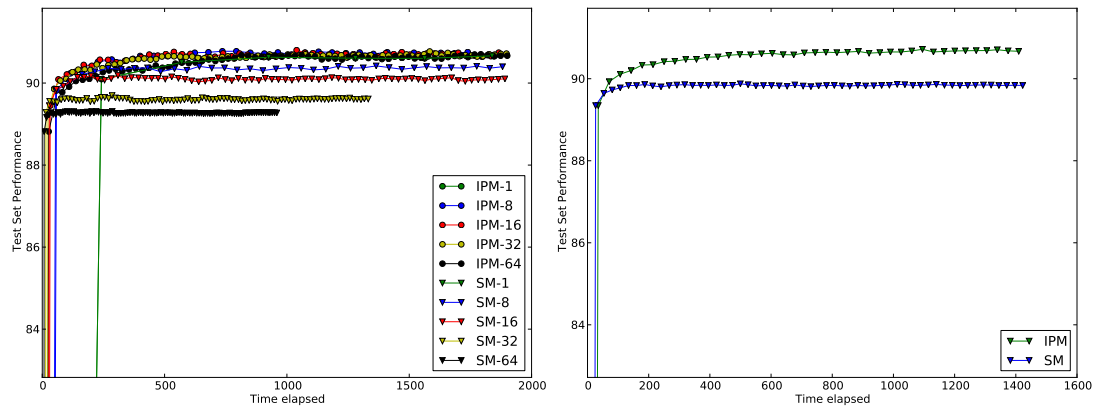 Test Set Performance
90
88
86
84
0
500
1000
1500
2000
Time elapsed
IPM-1
IPM-8
IPM-16
IPM-32
IPM-64
SM-1
SM-8
SM-16
SM-32
SM-64
Test Set Performance
90
88
86
84
0
200
400
600
800
1000
1200
1400
1600
Time elapsed
IPM
SM